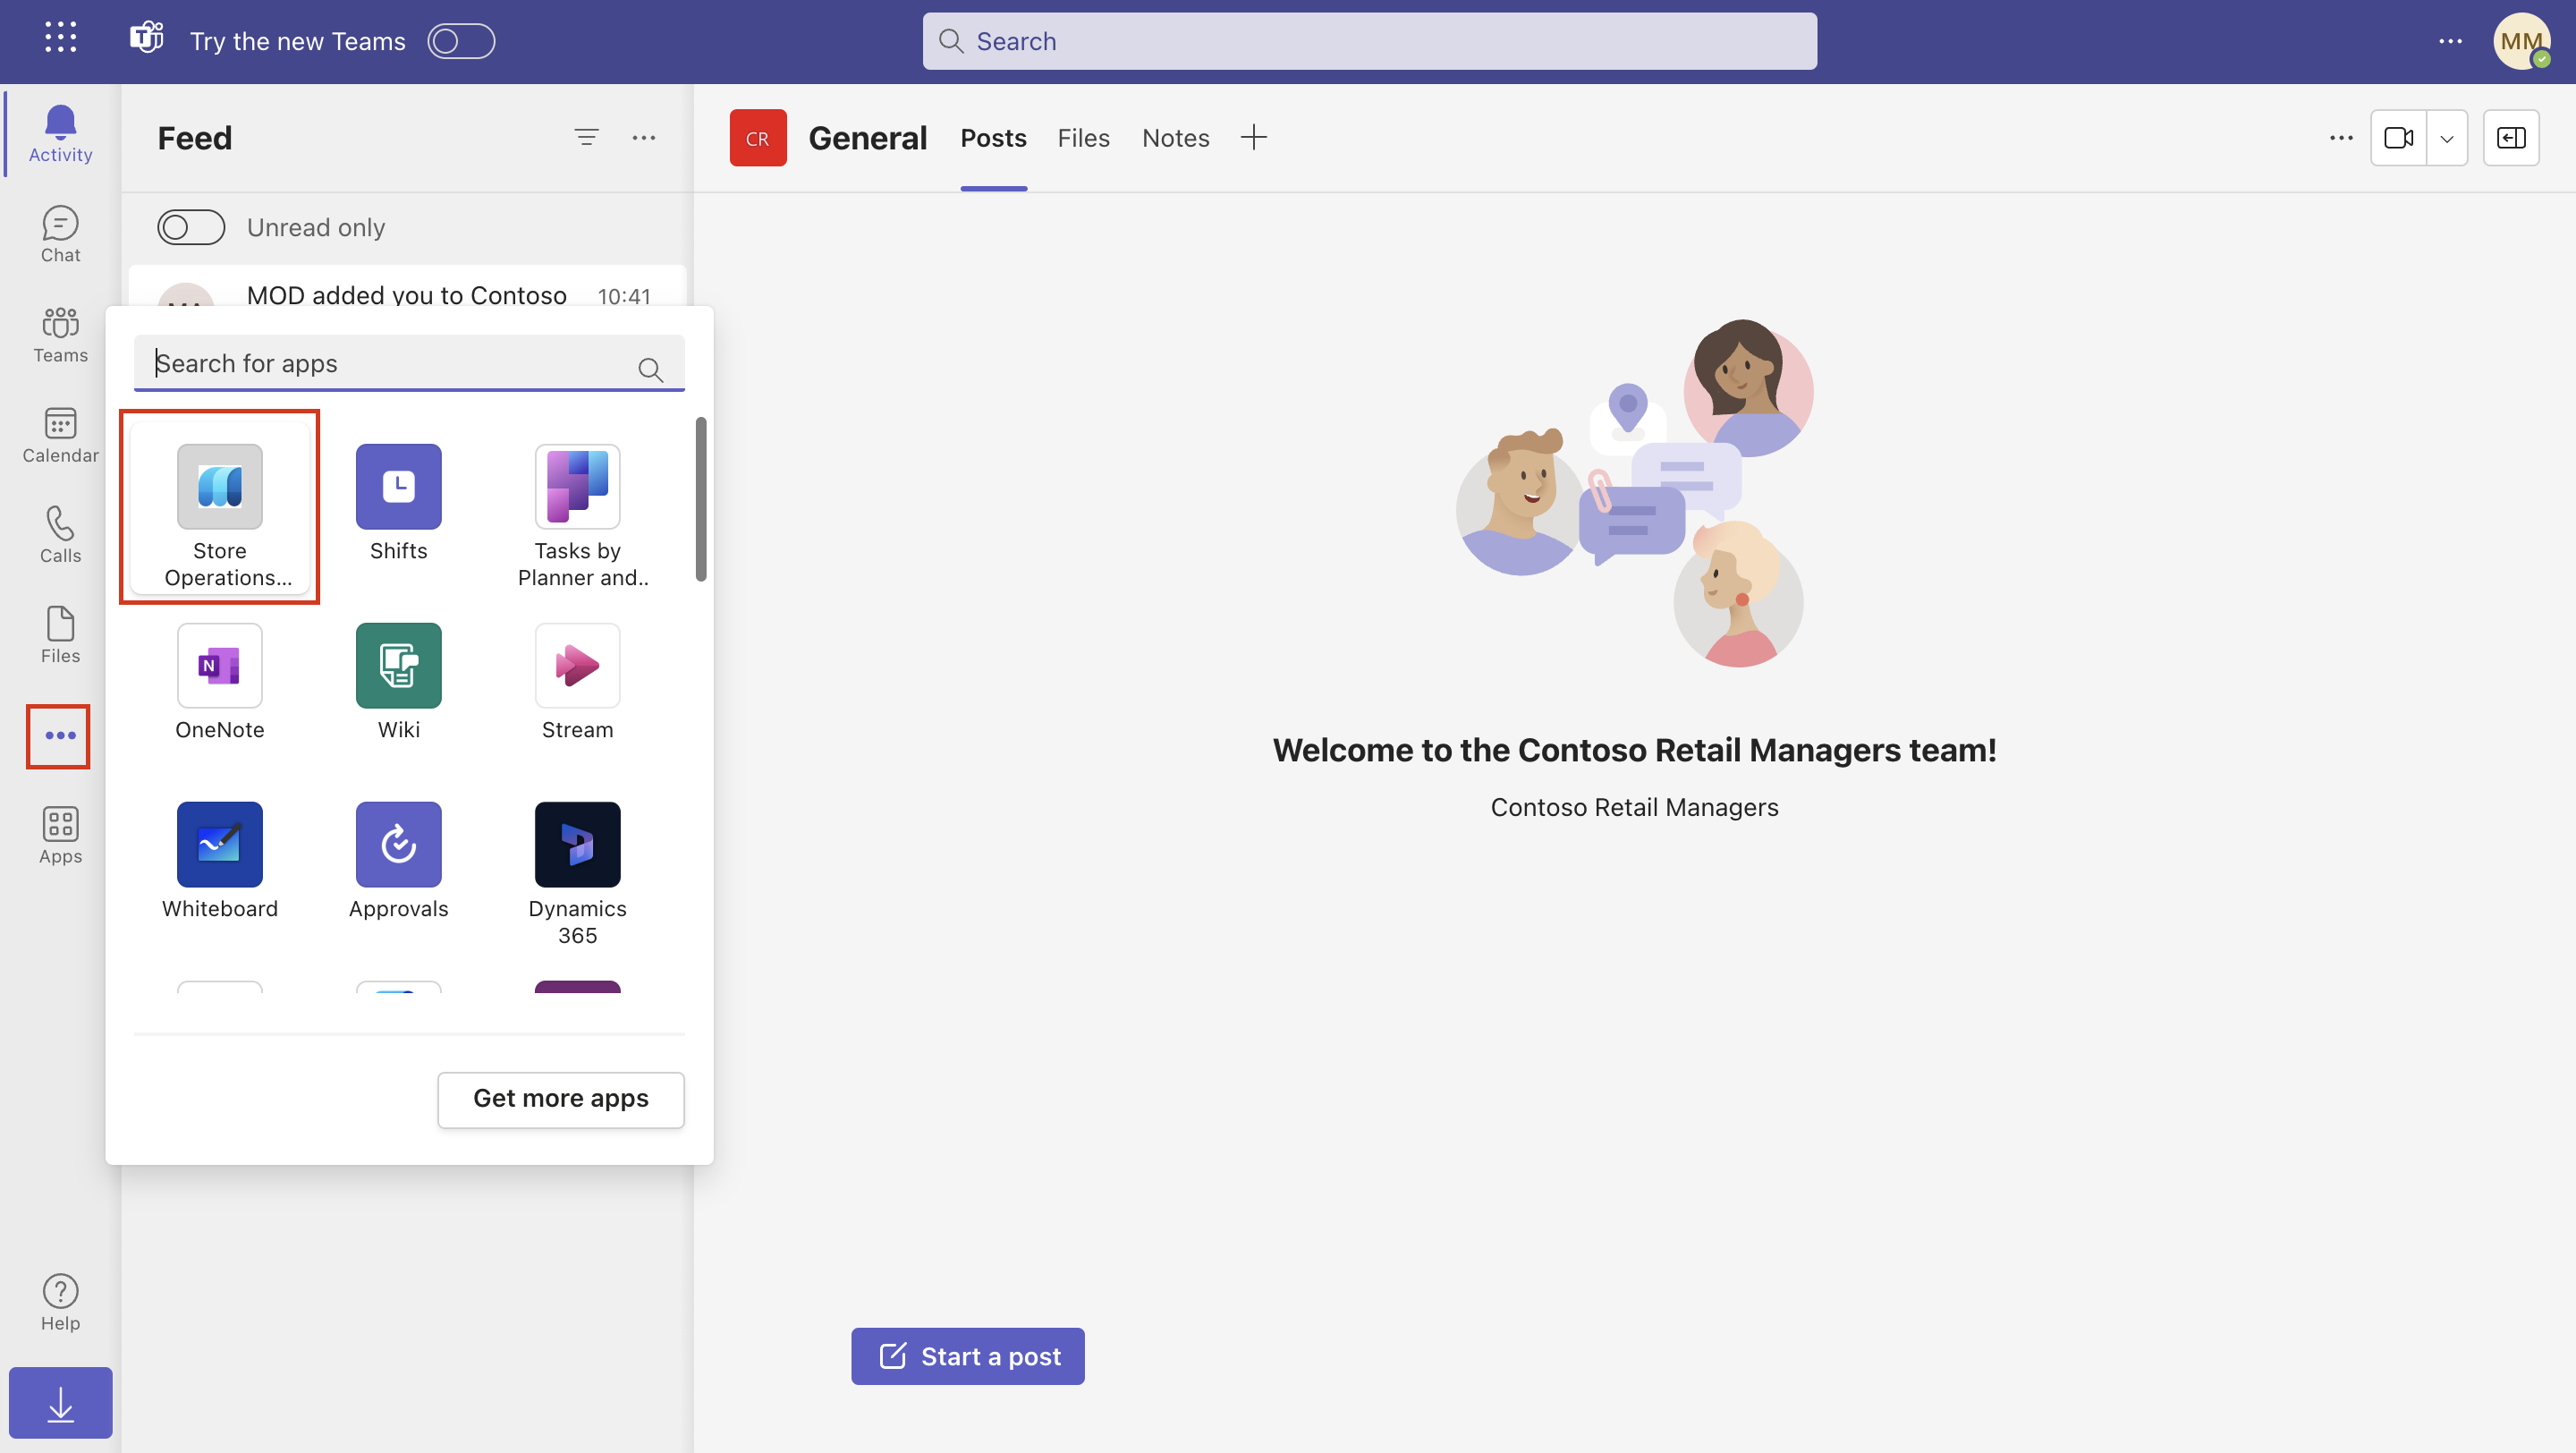 Try the new Teams
Search
MM
Activity
Chat
Teams
Calendar
Calls
Files
Apps
Help
Feed
Unread only
MOD added you to Contoso 10:41
Search for apps
Store
Operations...
Shifts
Tasks by
Planner and..
OneNote
Wiki
Stream
Whiteboard
Approvals
Dynamics
365
Get more apps
CR
General
Posts
Files
Notes
Welcome to the Contoso Retail Managers team!
Contoso Retail Managers
Start a post